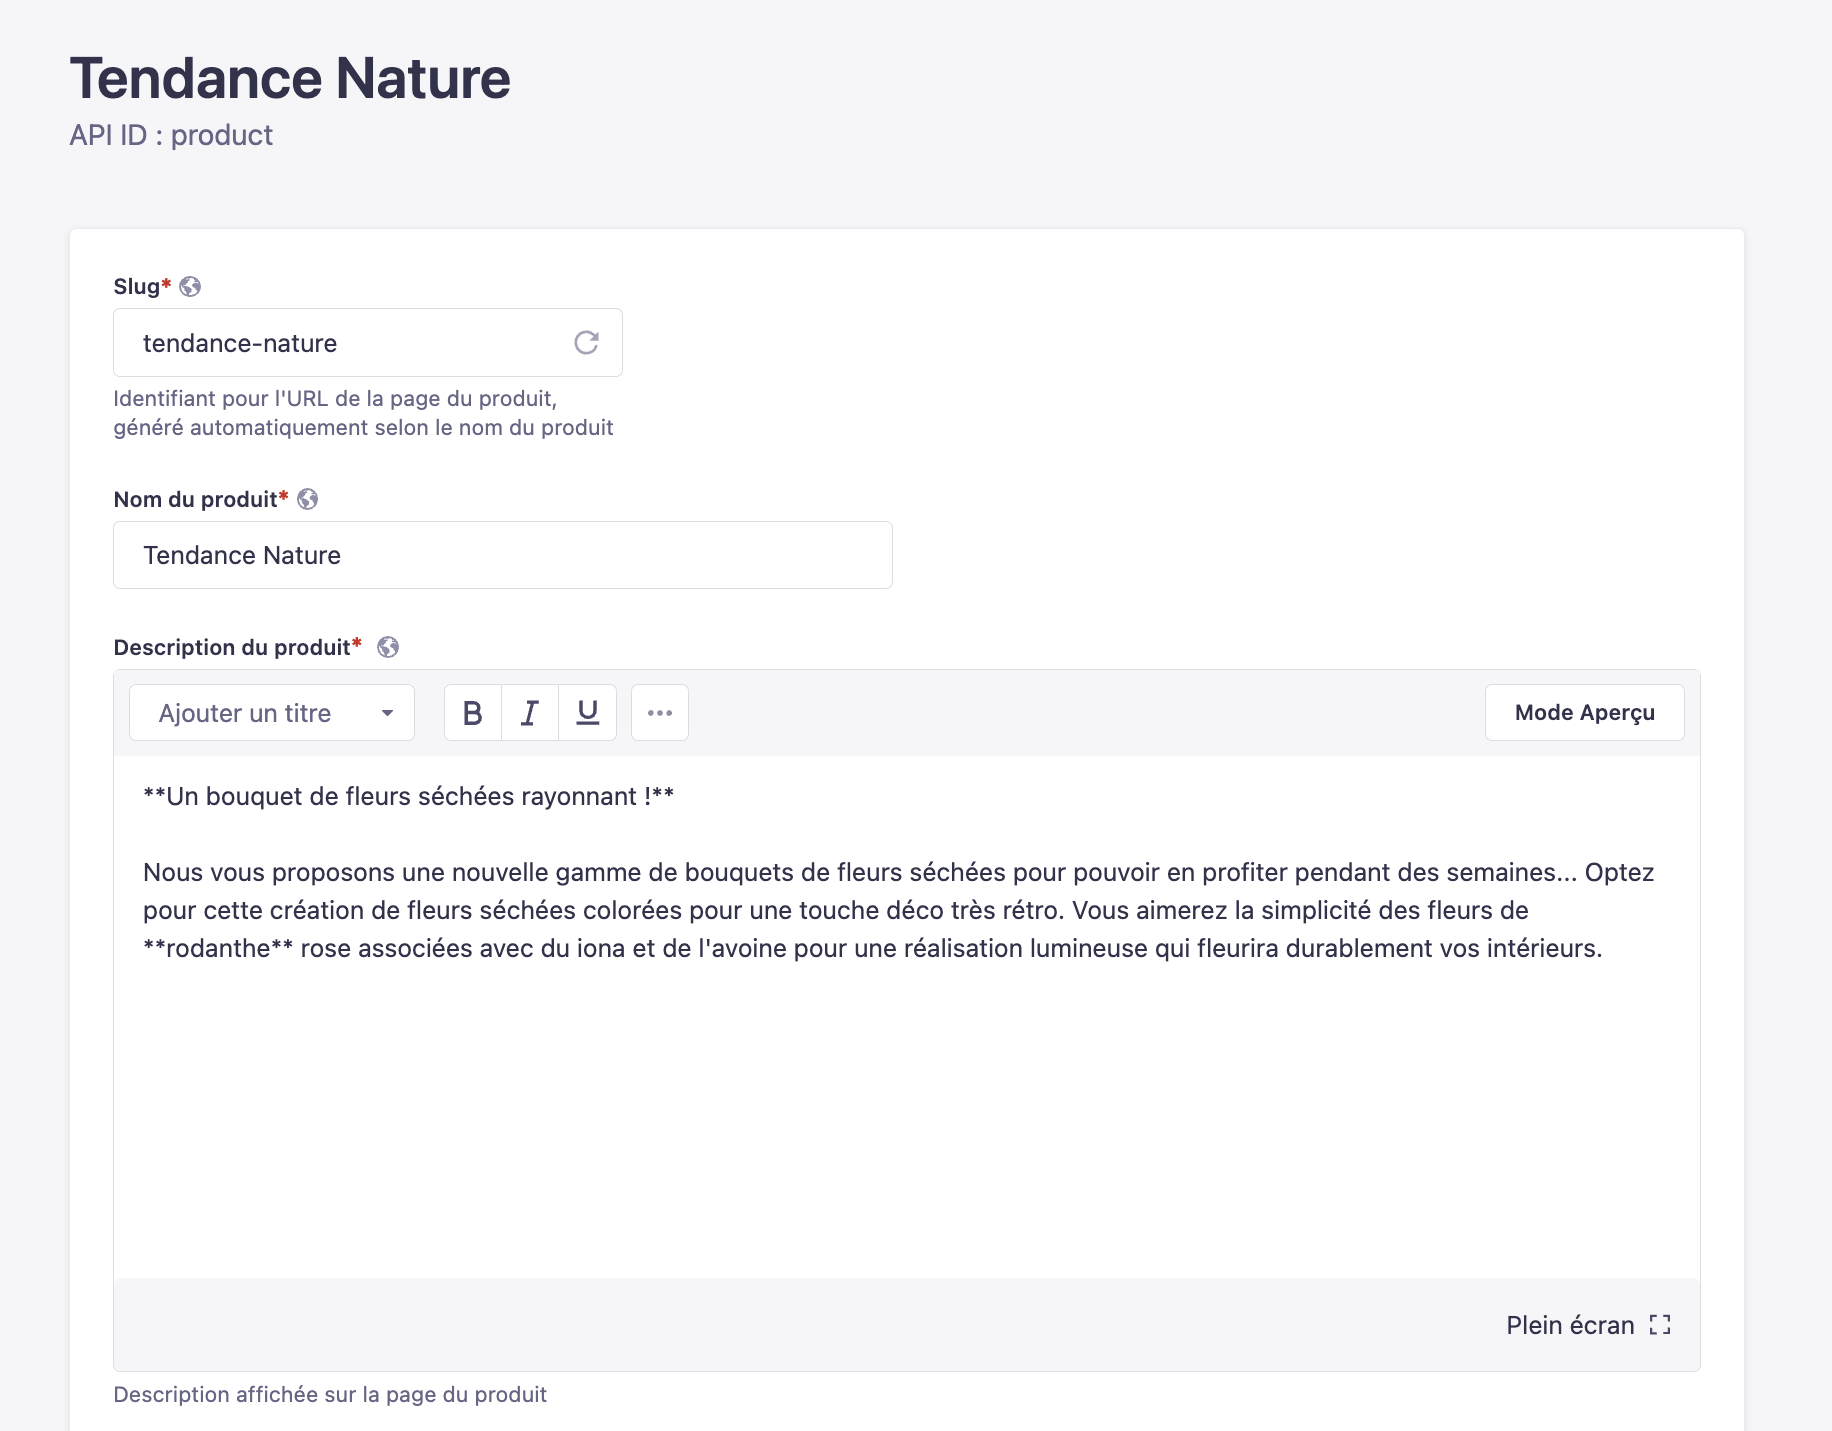 Tendance Nature
API ID : product
Slug*
tendance-nature
Identifiant pour l'URL de la page du produit,
généré automatiquement selon le nom du produit
Nom du produit*
Tendance Nature
Description du produit*
Ajouter un titre
B I U ...
Mode Aperçu
**Un bouquet de fleurs séchées rayonnant !**
Nous vous proposons une nouvelle gamme de bouquets de fleurs séchées pour pouvoir en profiter pendant des semaines... Optez
pour cette création de fleurs séchées colorées pour une touche déco très rétro. Vous aimerez la simplicité des fleurs de
**rodanthe** rose associées avec du iona et de l'avoine pour une réalisation lumineuse qui fleurira durablement vos intérieurs.
Plein écran
Description affichée sur la page du produit